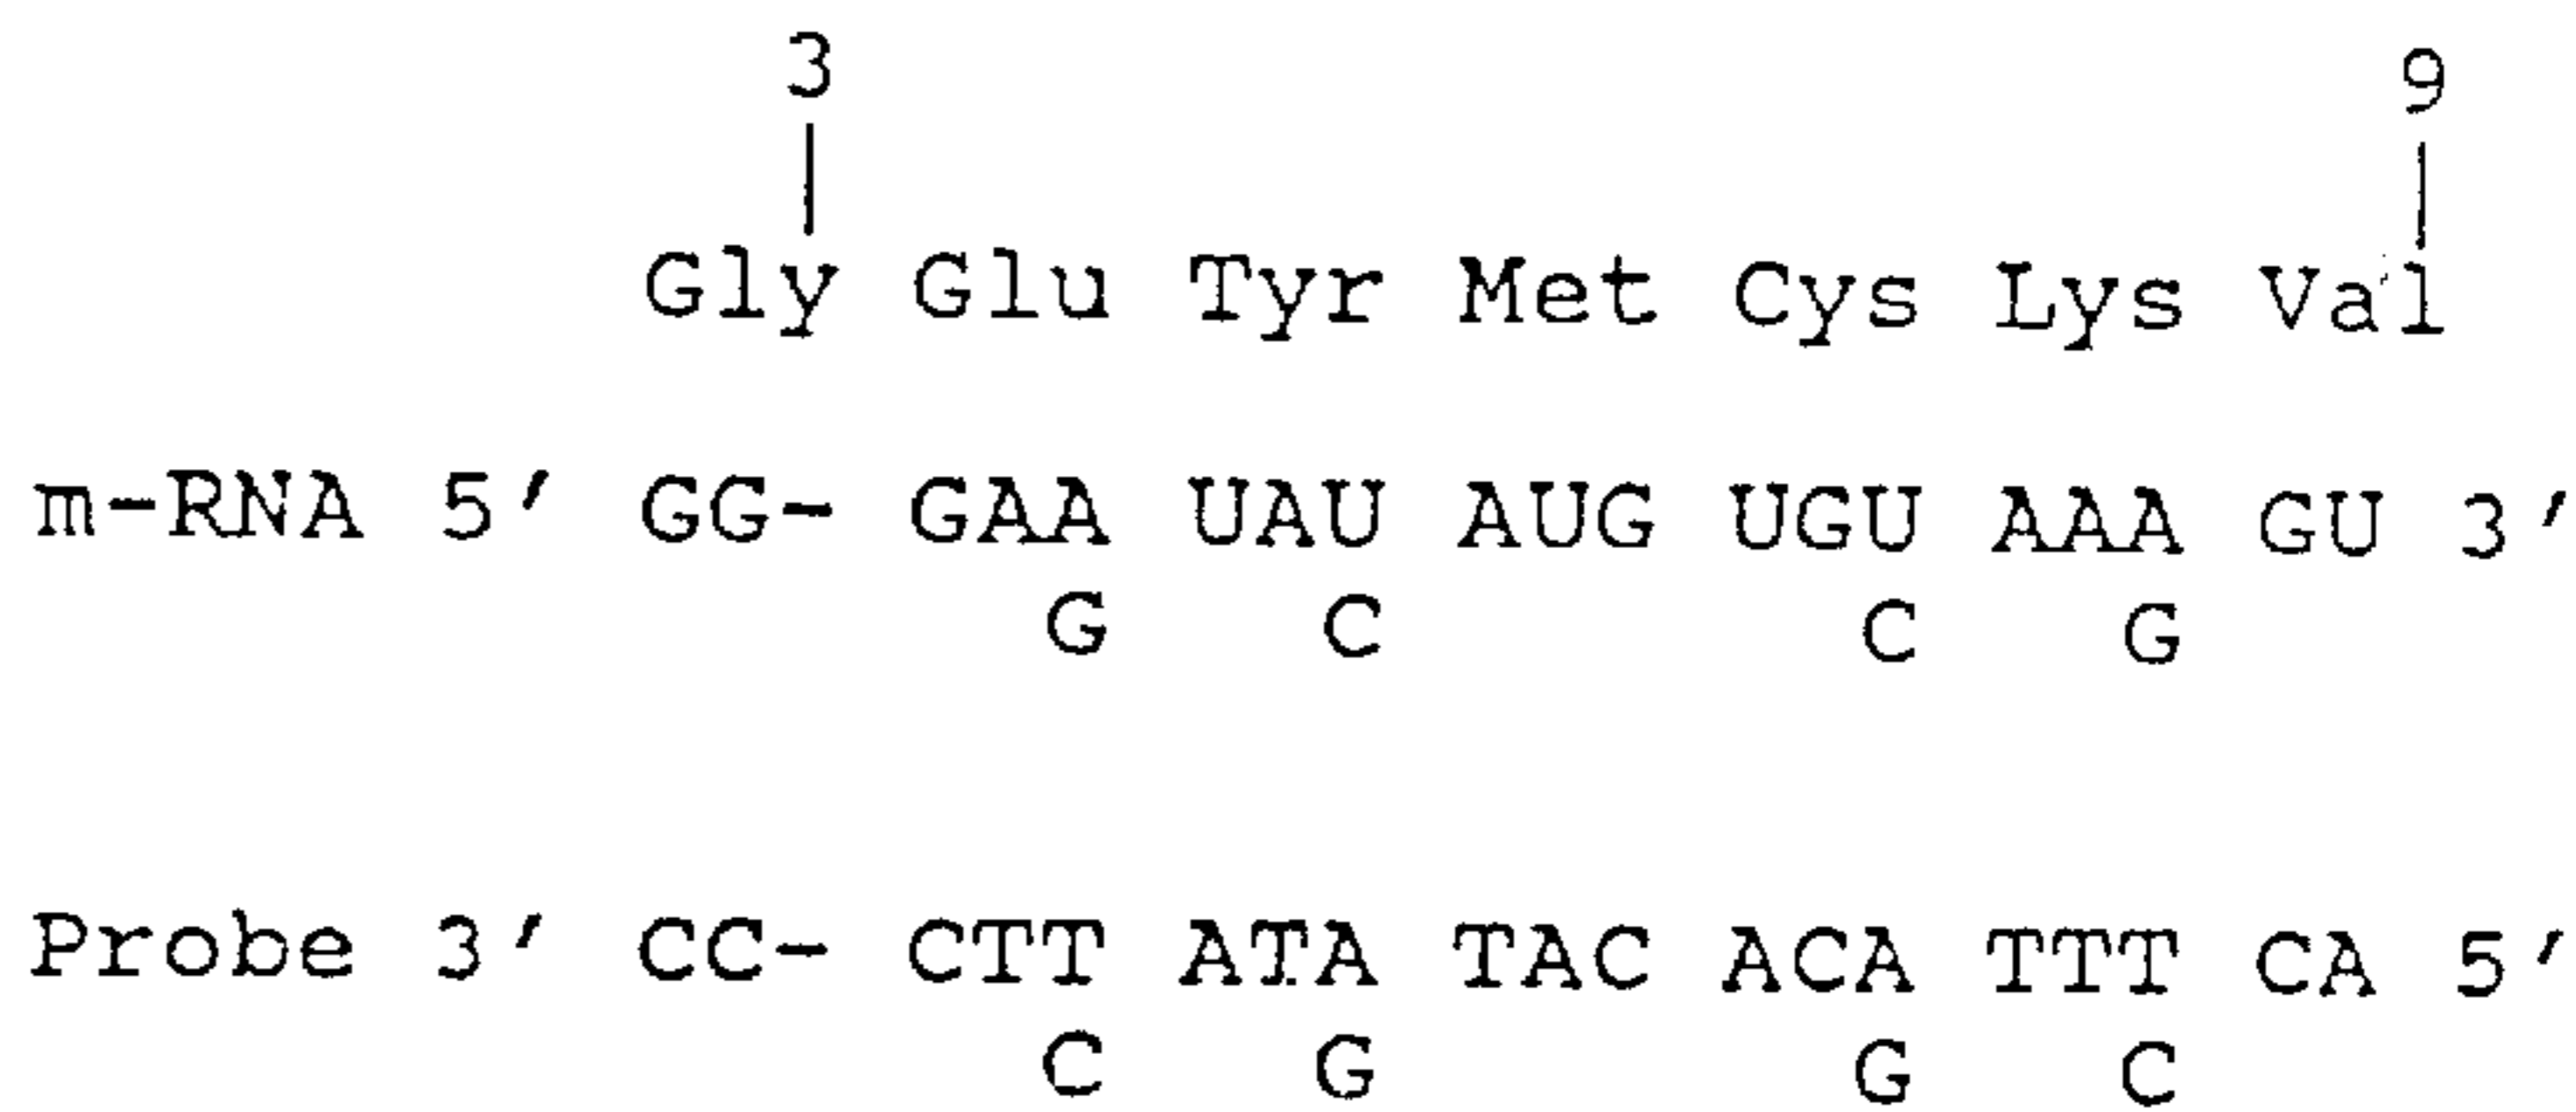 3 9
Gly Glu Tyr Met Cys Lys Val
m-RNA 5' GG- GAA UAU AUG UGU AAA GU 3'
G C C G
Probe 3' CC- CTT ATA TAC ACA TTT CA 5'
C G G C